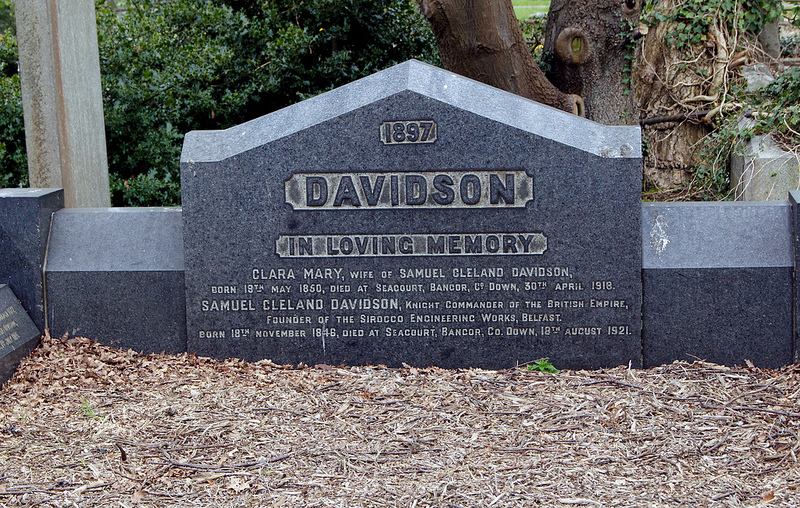 1897
DAVIDSON
IN LOVING MEMORY
CLARA MARY, WIFE OF SAMUEL CLELAND DAVIDSON,
BORN 19TH MAY 1850, DIED AT SEACOURT, BANGOR, CO DOWN, 30TH APRIL 1918.
SAMUEL CLELAND DAVIDSON, KNIGHT COMMANDER OF THE BRITISH EMPIRE,
FOUNDER OF THE SIROCCO ENGINEERING WORKS, BELFAST.
BORN 18TH NOVEMBER 1846, DIED AT SEACOURT, BANGOR, CO. DOWN, 18TH AUGUST 1921.